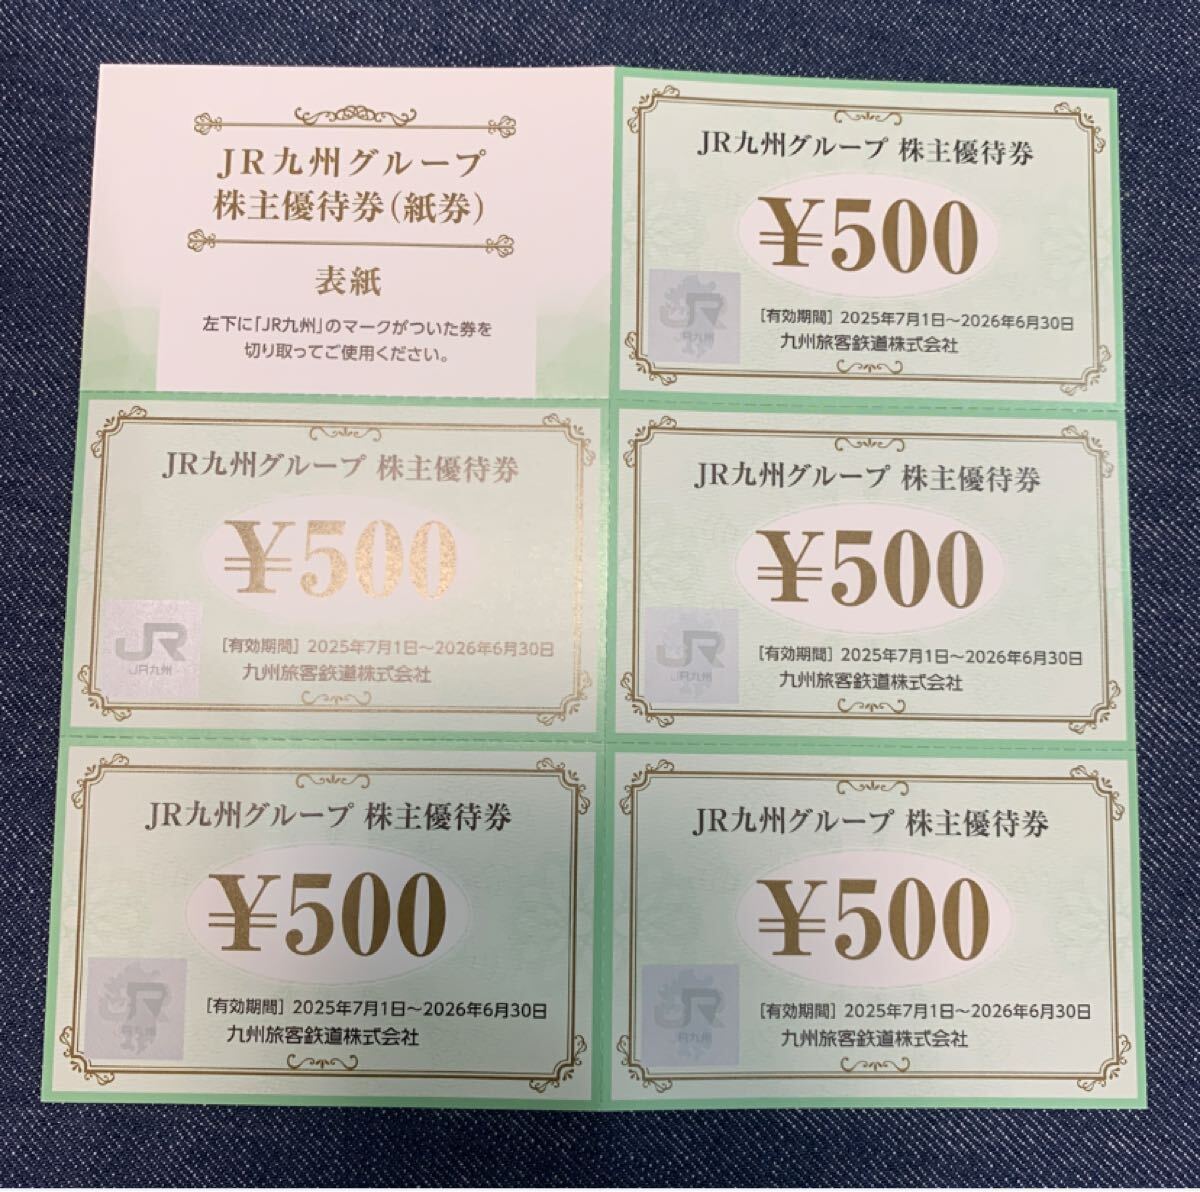 JR九州グループ
株主優待券(紙券)
表紙
左下に「JR九州」のマークがついた券を
切り取ってご使用ください。
JR九州グループ 株主優待券
¥500
JR
JR九州
[有効期間] 2025年7月1日～2026年6月30日
九州旅客鉄道株式会社
JR九州グループ 株主優待券
¥500
JR
JR九州
[有効期間] 2025年7月1日～2026年6月30日
九州旅客鉄道株式会社
JR九州グループ 株主優待券
¥500
JR
JR九州
[有効期間] 2025年7月1日～2026年6月30日
九州旅客鉄道株式会社
JR九州グループ 株主優待券
¥500
JR
JR九州
[有効期間] 2025年7月1日～2026年6月30日
九州旅客鉄道株式会社
JR九州グループ 株主優待券
¥500
JR
JR九州
[有効期間] 2025年7月1日～2026年6月30日
九州旅客鉄道株式会社